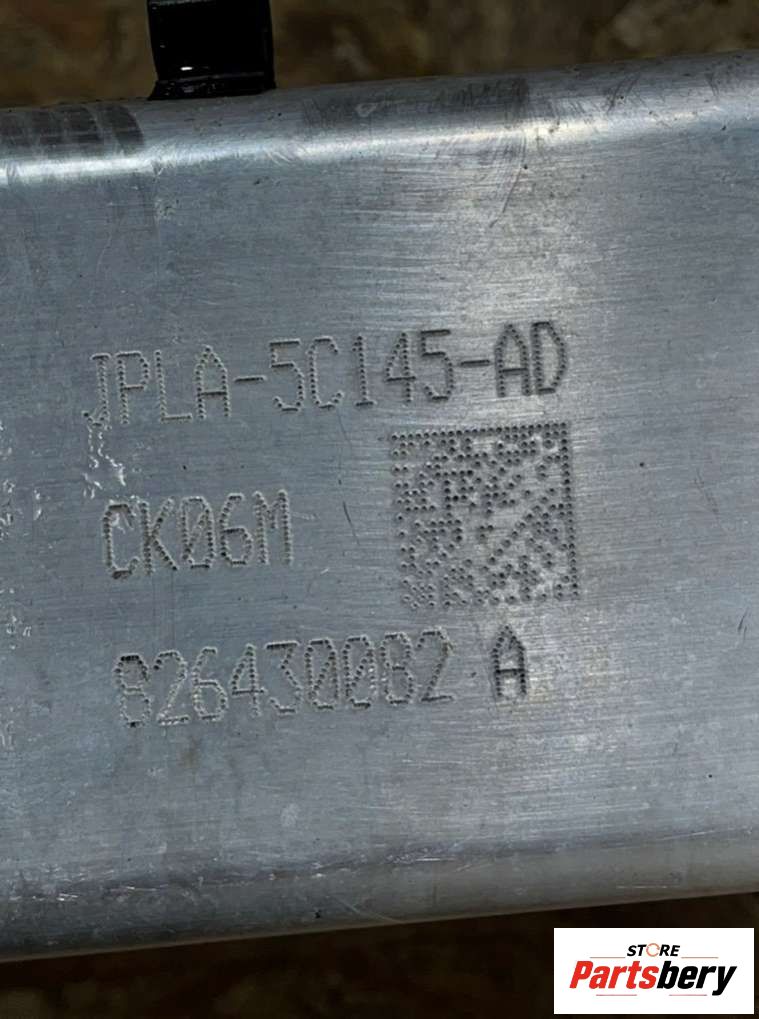 JPLA-5C145-AD
CK06M
826430082 A
STORE
Partsbery